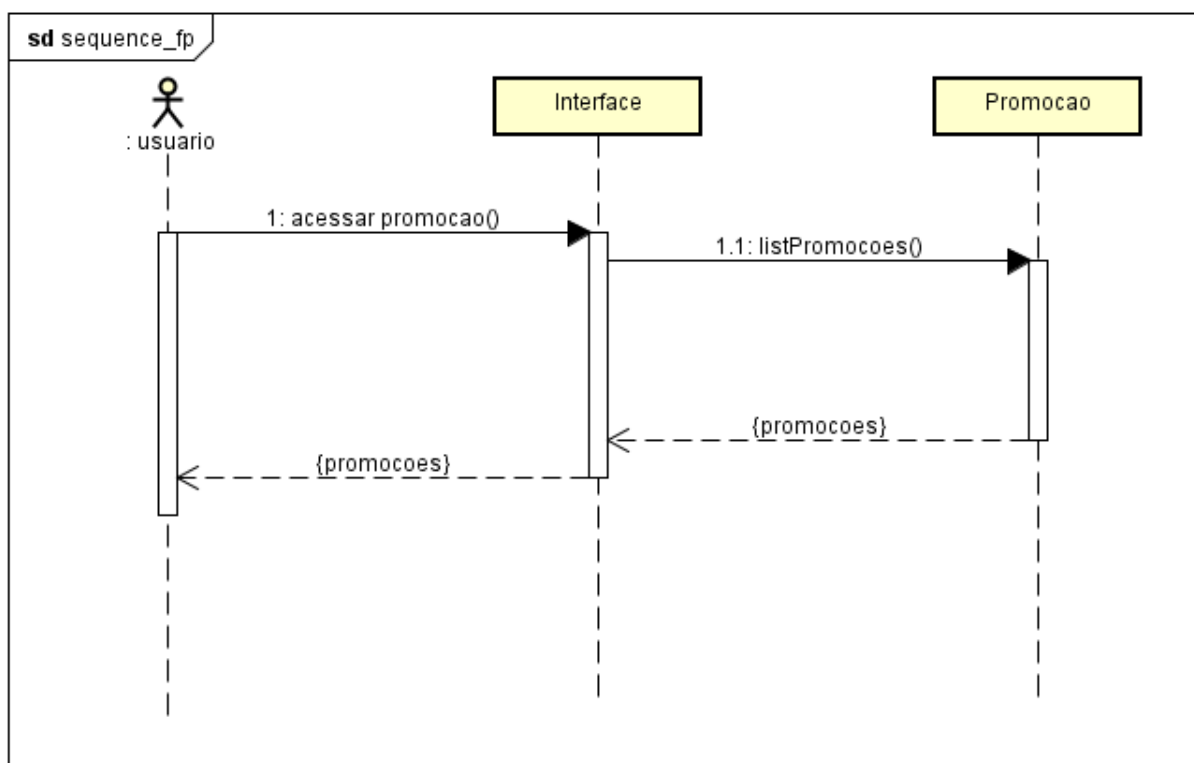 sd sequence_fp
: usuario
Interface
Promocao
1: acessar promocao()
1.1: listPromocoes()
{promocoes}
{promocoes}